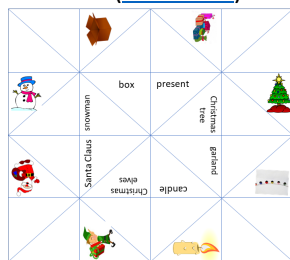 box
present
snowman
Christmas
tree
Santa Claus
garland
Christmas
elves
candle